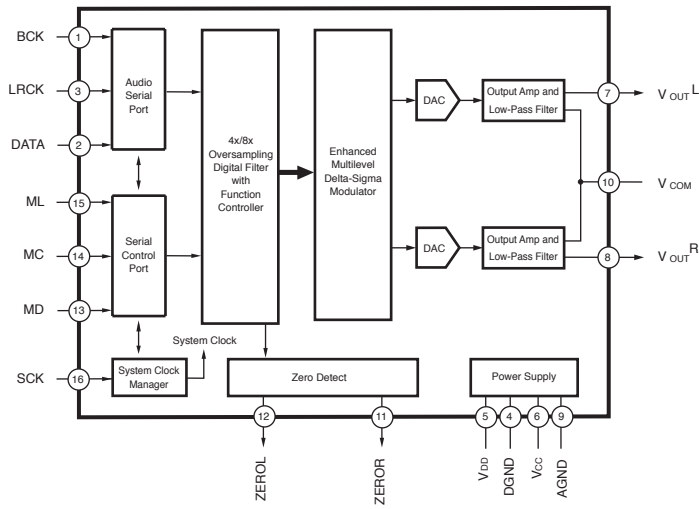 BCK
1
LRCK
3
DATA
2
ML
15
MC
14
MD
13
SCK
16
Audio
Serial
Port
Serial
Control
Port
System Clock
Manager
System Clock
4x/8x
Oversampling
Digital Filter
with
Function
Controller
Enhanced
Multilevel
Delta-Sigma
Modulator
DAC
Output Amp and
Low-Pass Filter
DAC
Output Amp and
Low-Pass Filter
7
VOUTL
10
VCOM
8
VOUTR
Zero Detect
Power Supply
12
11
5
4
6
9
ZEROL
ZEROR
VDD
DGND
VCC
AGND